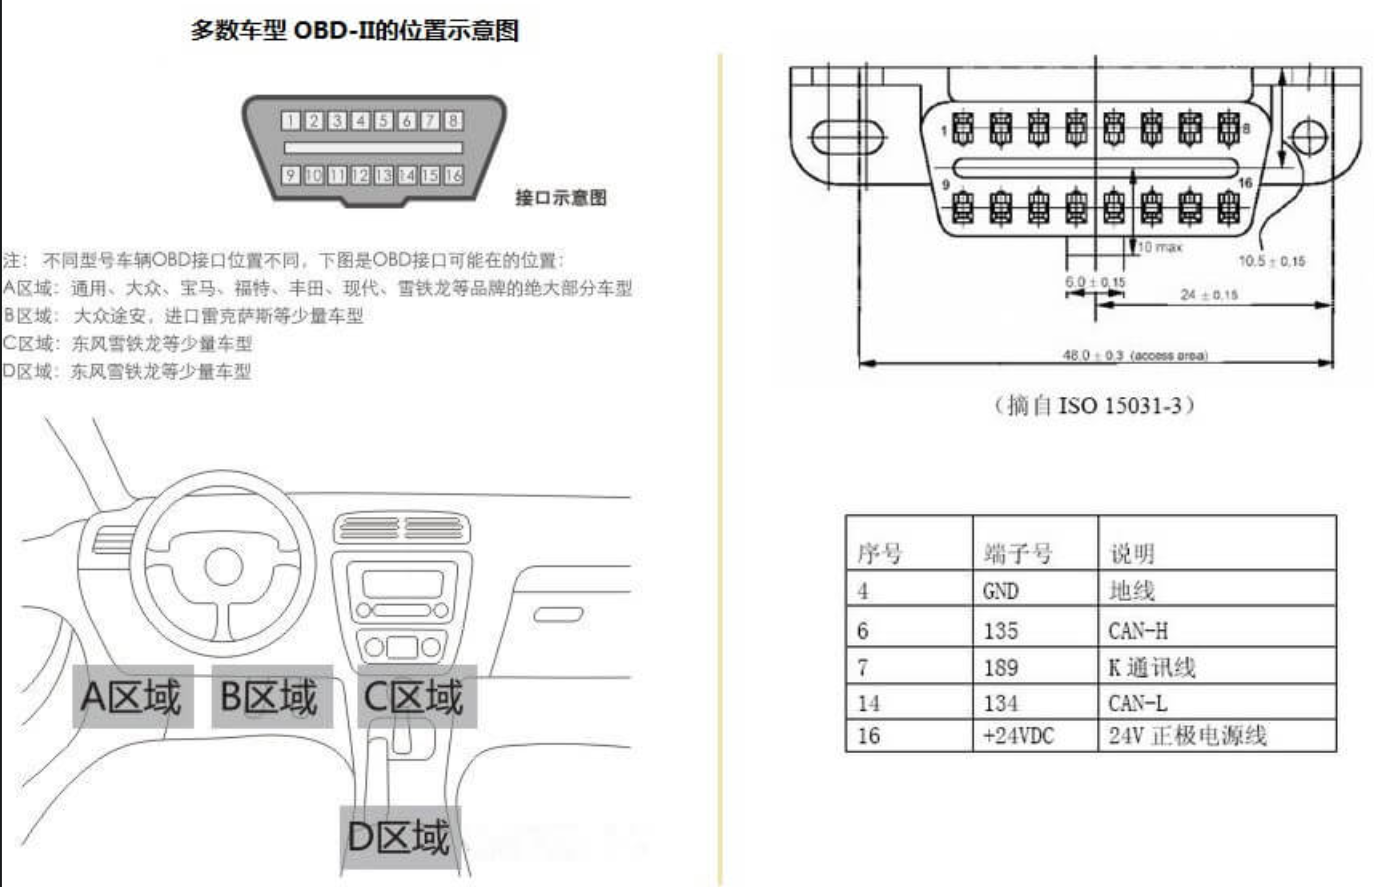 多数车型 OBD-II的位置示意图
1 2 3 4 5 6 7 8
9 10 11 12 13 14 15 16
接口示意图
注： 不同型号车辆OBD接口位置不同，下图是OBD接口可能在的位置：
A区域：通用、大众、宝马、福特、丰田、现代、雪铁龙等品牌的绝大部分车型
B区域： 大众途安，进口雷克萨斯等少量车型
C区域：东风雪铁龙等少量车型
D区域：东风雪铁龙等少量车型
A区域 B区域 C区域
D区域
1 8
9 16
10 max
10.5 ± 0,15
6.0 ± 0,15
24 ± 0,15
48.0 ± 0,3 (access area)
（摘自 ISO 15031-3）
序号 端子号 说明
4 GND 地线
6 135 CAN-H
7 189 K 通讯线
14 134 CAN-L
16 +24VDC 24V 正极电源线